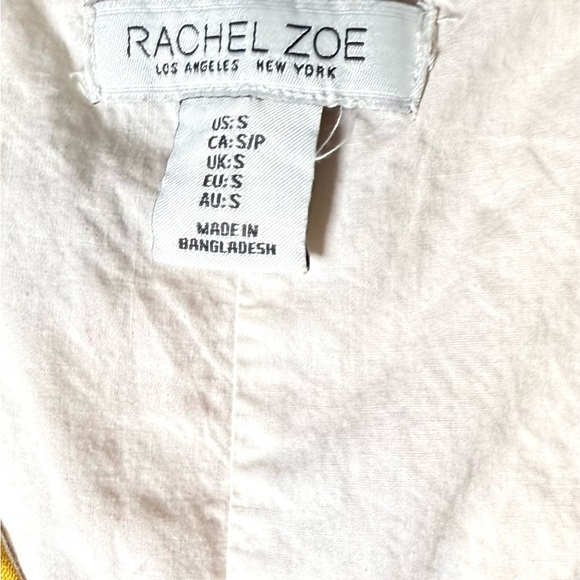 RACHEL ZOE
LOS ANGELES NEW YORK
US: S
CA: S/P
UK: S
EU: S
AU: S
MADE IN
BANGLADESH